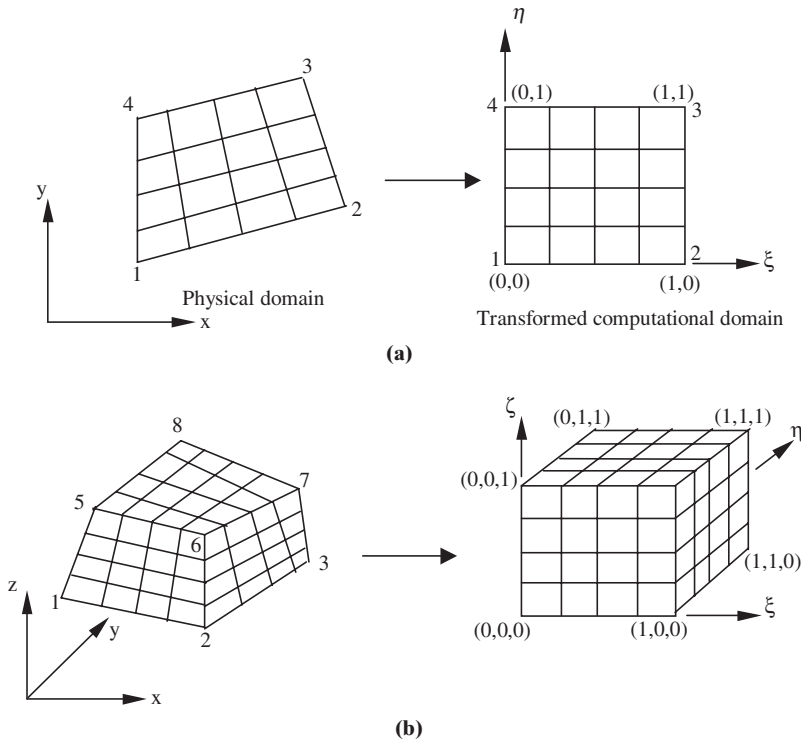 η
3
4
(0,1)
(1,1)
4
3
y
2
1
1
2
ξ
(0,0)
(1,0)
Physical domain
x
Transformed computational domain
(a)
8
ζ
(0,1,1)
(1,1,1)
η
7
5
(0,0,1)
6
3
(1,1,0)
z
1
y
2
(0,0,0)
(1,0,0)
ξ
x
(b)